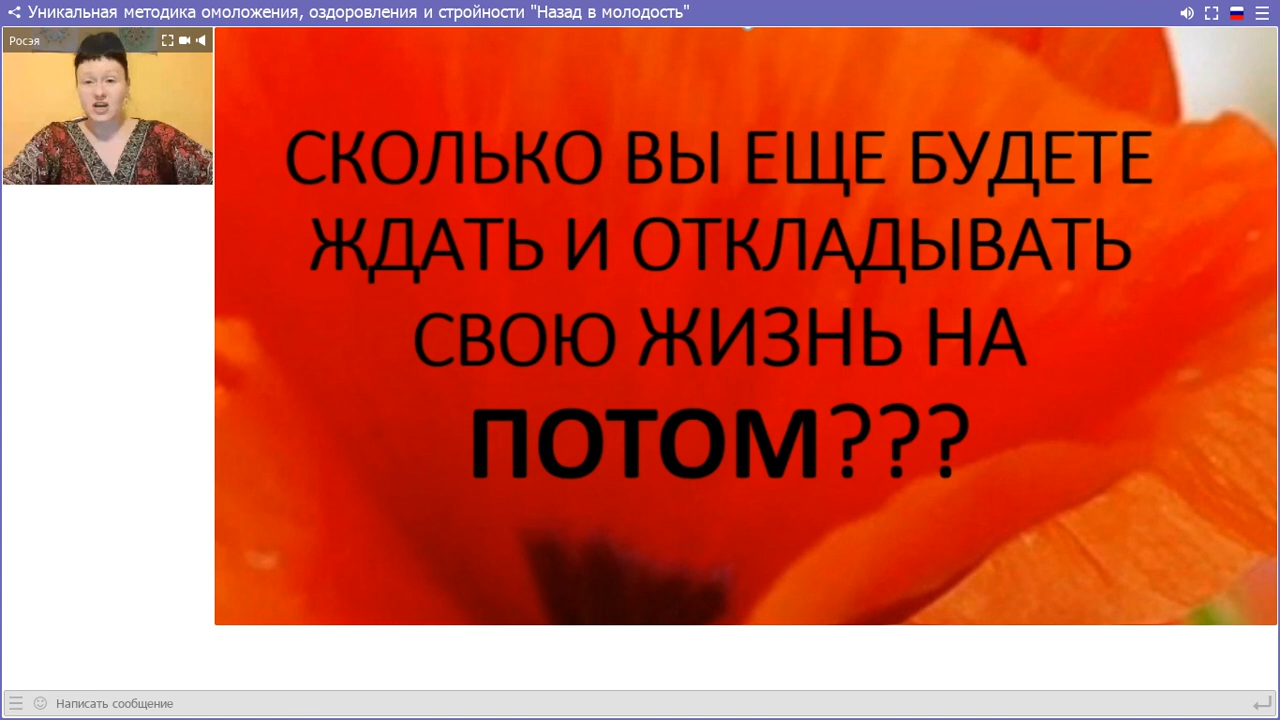 Уникальная методика омоложения, оздоровления и стройности "Назад в молодость"
Росэя
СКОЛЬКО ВЫ ЕЩЕ БУДЕТЕ
ЖДАТЬ И ОТКЛАДЫВАТЬ
СВОЮ ЖИЗНЬ НА
ПОТОМ???
Написать сообщение